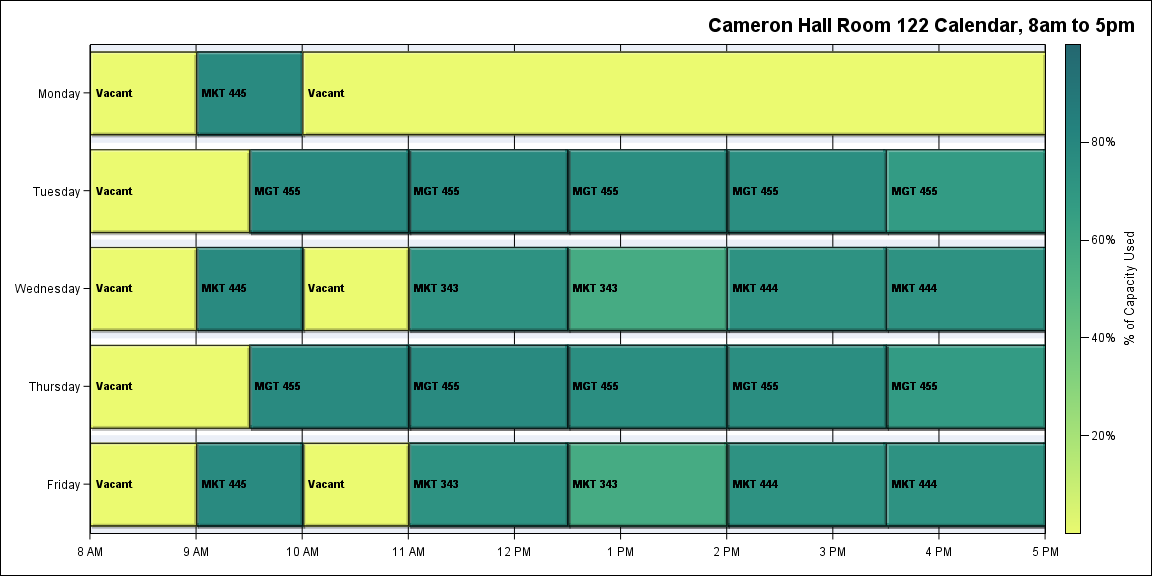 Cameron Hall Room 122 Calendar, 8am to 5pm
Monday Vacant MKT 445 Vacant
80%
Tuesday Vacant MGT 455 MGT 455 MGT 455 MGT 455 MGT 455
60%
% of Capacity Used
Wednesday Vacant MKT 445 Vacant MKT 343 MKT 343 MKT 444 MKT 444
40%
Thursday Vacant MGT 455 MGT 455 MGT 455 MGT 455 MGT 455
20%
Friday Vacant MKT 445 Vacant MKT 343 MKT 343 MKT 444 MKT 444
8 AM 9 AM 10 AM 11 AM 12 PM 1 PM 2 PM 3 PM 4 PM 5 PM